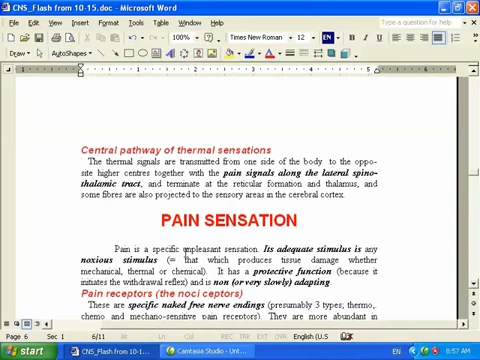 CNS_Flash from 10-15.doc - Microsoft Word
File Edit View Insert Format Tools Table Window Help
Type a question for help
Times New Roman 12 EN B I U
Draw AutoShapes
Central pathway of thermal sensations
The thermal signals are transmitted from one side of the body to the oppo-
site higher centres together with the pain signals along the lateral spino-
thalamic tract, and terminate at the reticular formation and thalamus, and
some fibres are also projected to the sensory areas in the cerebral cortex.
PAIN SENSATION
Pain is a specific unpleasant sensation. Its adequate stimulus is any
noxious stimulus (= that which produces tissue damage whether
mechanical, thermal or chemical). It has a protective function (because it
initiates the withdrawal reflex) and is non (or very slowly) adapting.
Pain receptors (the noci ceptors)
These are specific naked free nerve endings (presumably 3 types; thermo,
chemo and mechano-sensitive pain receptors). They are more abundant in
Page 6 Sec 1 6/11 REC TRK EXT OVR English (U.S
start CNS_Flash from 10-1... Camtasia Studio - Unt... EN 6:57 AM